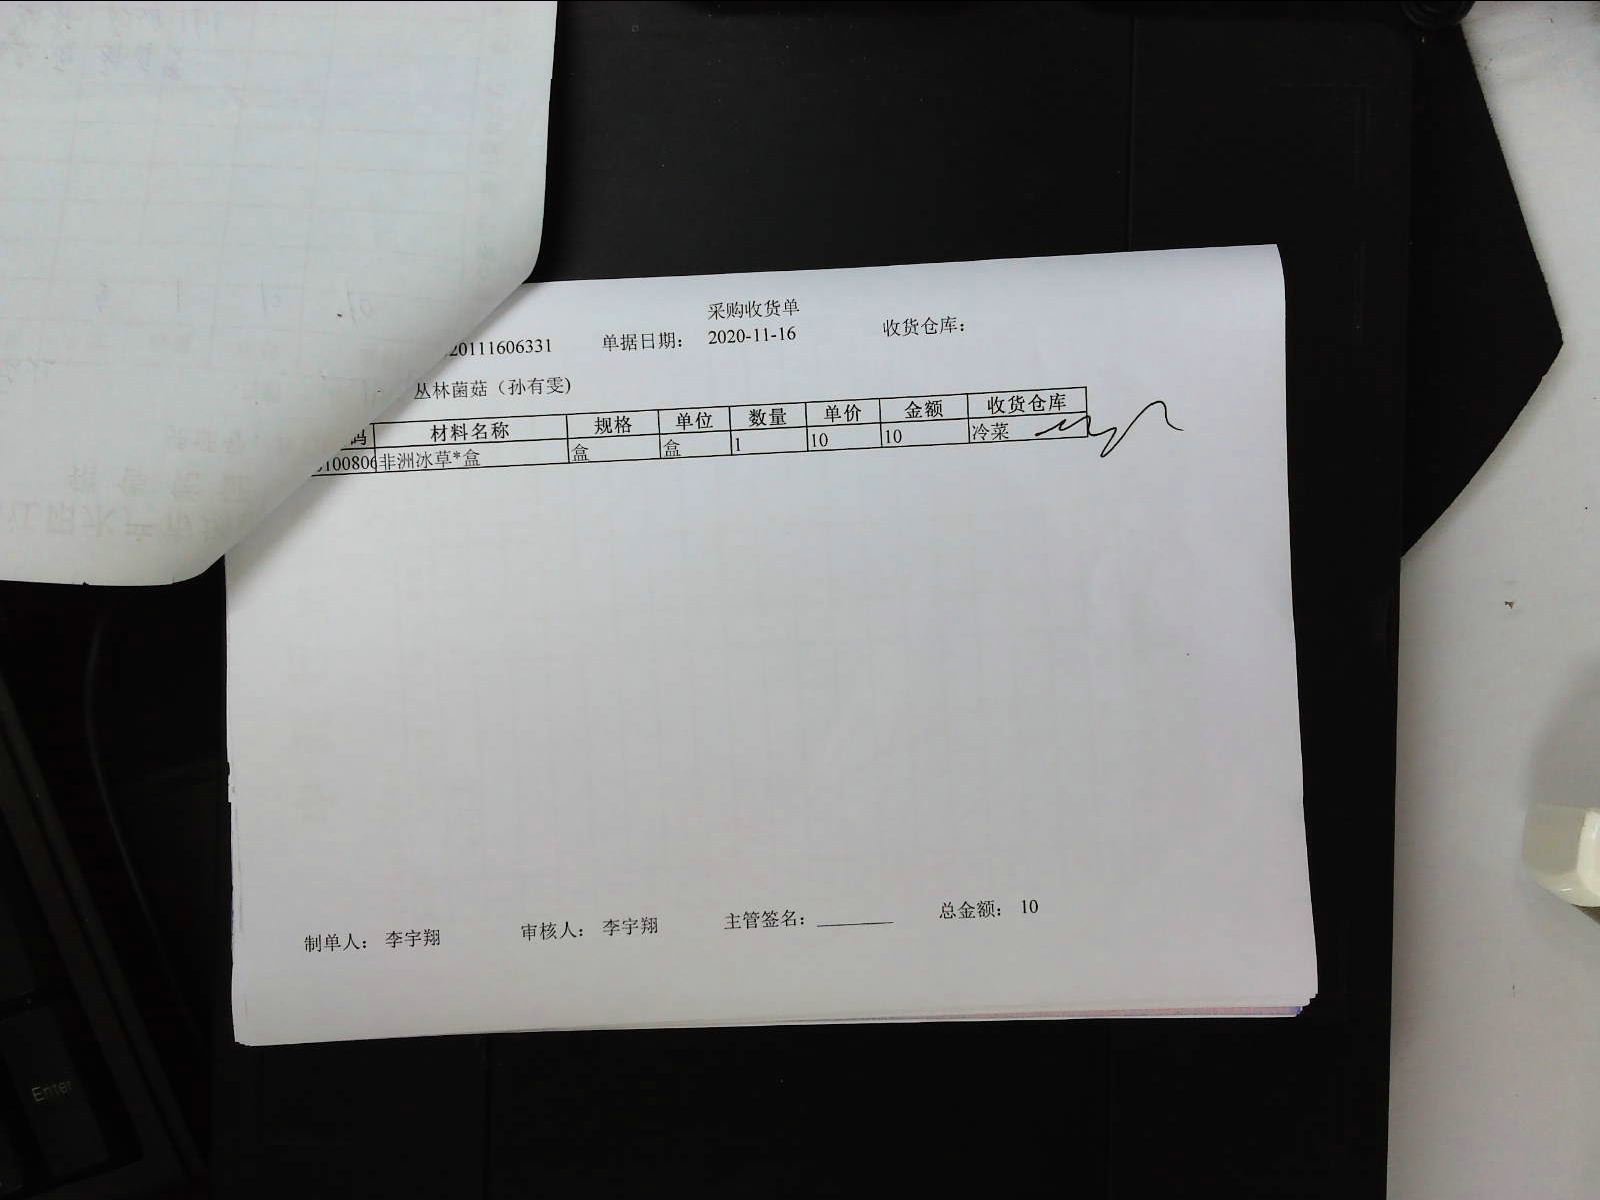 采购收货单
20111606331 单据日期： 2020-11-16 收货仓库：
丛林菌菇（孙有雯）
码 材料名称 规格 单位 数量 单价 金额 收货仓库
100806 非洲冰草*盒 盒 盒 1 10 10 冷菜
制单人： 李宇翔 审核人： 李宇翔 主管签名： 总金额： 10
Enter